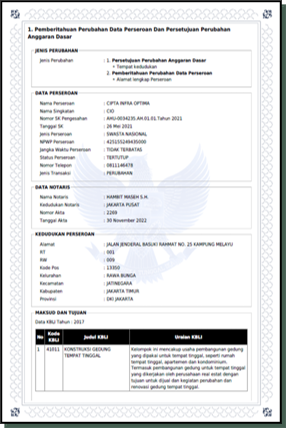 1. Pemberitahuan Perubahan Data Perseroan Dan Persetujuan Perubahan
Anggaran Dasar
JENIS PERUBAHAN
Jenis Perubahan : 1. Persetujuan Perubahan Anggaran Dasar
• Tempat kedudukan
2. Pemberitahuan Perubahan Data Perseroan
• Alamat lengkap Perseroan
DATA PERSEROAN
Nama Perseroan : CIPTA INFRA OPTIMA
Nama Singkatan : CIO
Nomor SK Pengesahan : AHU-0034235.AH.01.01.Tahun 2021
Tanggal SK : 26 Mei 2021
Jenis Perseroan : SWASTA NASIONAL
NPWP Perseroan : 425155249435000
Jangka Waktu Perseroan : TIDAK TERBATAS
Status Perseroan : TERTUTUP
Nomor Telepon : 0811146478
Jenis Transaksi : PERUBAHAN
DATA NOTARIS
Nama Notaris : HAMBIT MASEH S.H.
Kedudukan Notaris : JAKARTA PUSAT
Nomor Akta : 2289
Tanggal Akta : 30 November 2022
KEDUDUKAN PERSEROAN
Alamat : JALAN JENDERAL BASUKI RAHMAT NO. 25 KAMPUNG MELAYU
RT : 001
RW : 009
Kode Pos : 13350
Kelurahan : RAWA BUNGA
Kecamatan : JATINEGARA
Kabupaten : JAKARTA TIMUR
Provinsi : DKI JAKARTA
MAKSUD DAN TUJUAN
Data KBLI Tahun : 2017
No Kode KBLI Judul KBLI Uraian KBLI
1 41011 KONSTRUKSI GEDUNG TEMPAT TINGGAL Kelompok ini mencakup usaha pembangunan gedung
yang dipakai untuk tempat tinggal, seperti rumah
tempat tinggal, apartemen dan kondominium.
Termasuk pembangunan gedung untuk tempat tinggal
yang dikerjakan oleh perusahaan real estat dengan
tujuan untuk dijual dan kegiatan perubahan dan
renovasi gedung tempat tinggal.